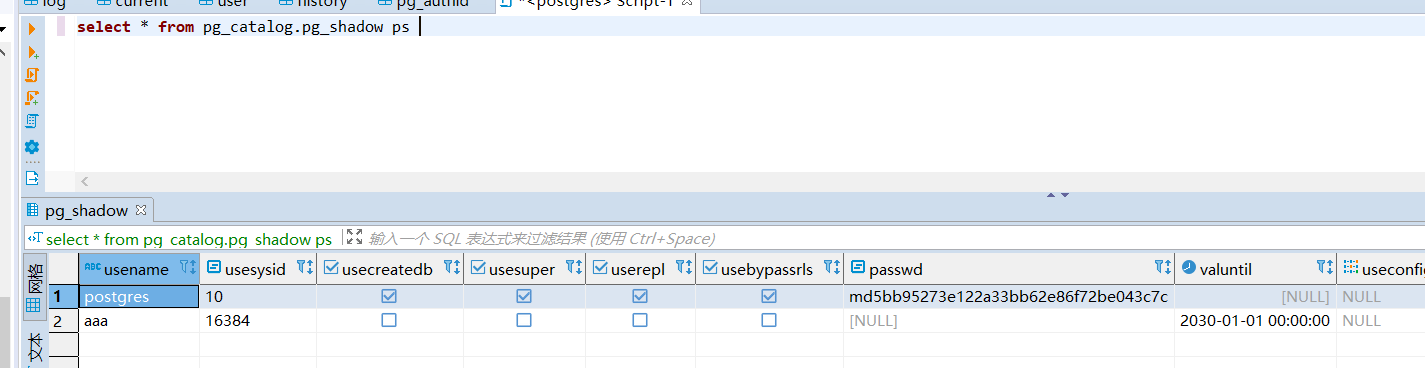 log current user history pg_authid *<postgres> Script-1
select * from pg_catalog.pg_shadow ps
pg_shadow
select * from pg_catalog.pg_shadow ps 输入一个 SQL 表达式来过滤结果 (使用 Ctrl+Space)
网格
文本
ABC usename usesysid usecreatedb usesuper userepl usebypassrls passwd valuntil useconfig
1 postgres 10 md5bb95273e122a33bb62e86f72be043c7c [NULL] NULL
2 aaa 16384 [NULL] 2030-01-01 00:00:00 NULL